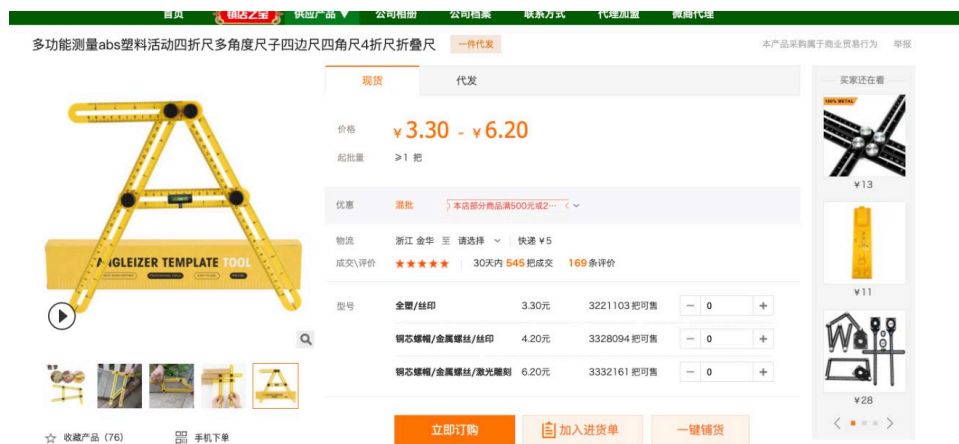 首页 镇店之宝 供应产品 ▼ 公司相册 公司档案 联系方式 代理加盟 微商代理
多功能测量abs塑料活动四折尺多角度尺子四边尺四角尺4折尺折叠尺 一件代发 本产品采购属于商业贸易行为 举报
现货 代发
买家还在看
100% METAL
价格 ¥3.30 - ¥6.20
起批量 ≥1 把
¥13
优惠 混批 本店部分商品满500元或2…
物流 浙江 金华 至 请选择 快递 ¥5
成交\评价 ★★★★★ 30天内 545 把成交 169 条评价
ANGLEIZER TEMPLATE TOOL
¥11
型号 全塑/丝印 3.30元 3221103 把可售 − 0 +
铜芯螺帽/金属螺丝/丝印 4.20元 3328094 把可售 − 0 +
铜芯螺帽/金属螺丝/激光雕刻 6.20元 3332161 把可售 − 0 +
¥28
立即订购 加入进货单 一键铺货
收藏产品（76） 手机下单